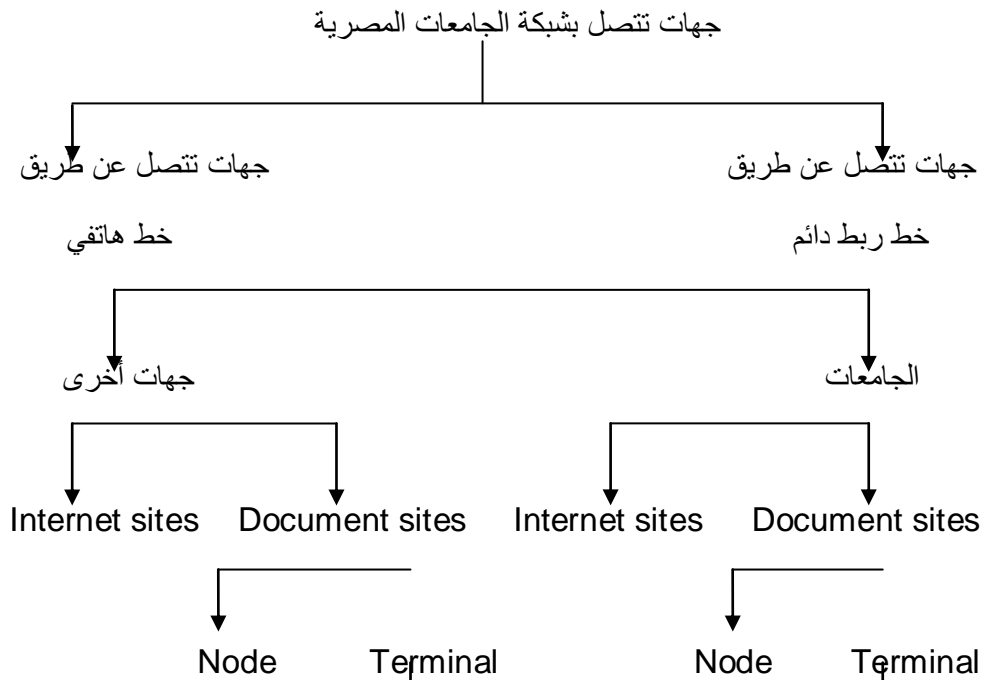 جهات تتصل بشبكة الجامعات المصرية
جهات تتصل عن طريق
خط ربط دائم
جهات تتصل عن طريق
خط هاتفي
الجامعات
جهات أخرى
Internet sites
Document sites
Internet sites
Document sites
Node
Terminal
Node
Terminal